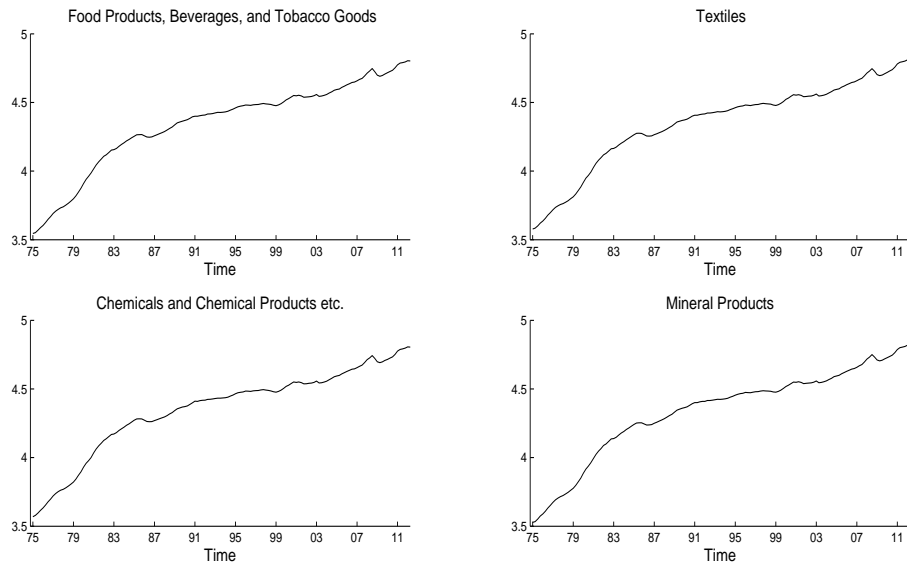 Food Products, Beverages, and Tobacco Goods
5
4.5
4
3.5
75 79 83 87 91 95 99 03 07 11
Time
Textiles
5
4.5
4
3.5
75 79 83 87 91 95 99 03 07 11
Time
Chemicals and Chemical Products etc.
5
4.5
4
3.5
75 79 83 87 91 95 99 03 07 11
Time
Mineral Products
5
4.5
4
3.5
75 79 83 87 91 95 99 03 07 11
Time